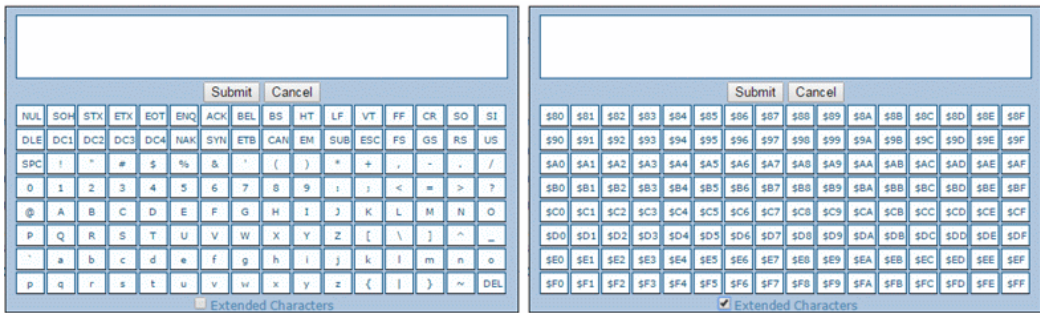 Submit Cancel
NUL SOH STX ETX EOT ENQ ACK BEL BS HT LF VT FF CR SO SI
DLE DC1 DC2 DC3 DC4 NAK SYN ETB CAN EM SUB ESC FS GS RS US
SPC ! " # $ % & ' ( ) * + , - . /
0 1 2 3 4 5 6 7 8 9 : ; < = > ?
@ A B C D E F G H I J K L M N O
P Q R S T U V W X Y Z [ \ ] ^ _
` a b c d e f g h i j k l m n o
p q r s t u v w x y z { | } ~ DEL
Extended Characters
Submit Cancel
$80 $81 $82 $83 $84 $85 $86 $87 $88 $89 $8A $8B $8C $8D $8E $8F
$90 $91 $92 $93 $94 $95 $96 $97 $98 $99 $9A $9B $9C $9D $9E $9F
$A0 $A1 $A2 $A3 $A4 $A5 $A6 $A7 $A8 $A9 $AA $AB $AC $AD $AE $AF
$B0 $B1 $B2 $B3 $B4 $B5 $B6 $B7 $B8 $B9 $BA $BB $BC $BD $BE $BF
$C0 $C1 $C2 $C3 $C4 $C5 $C6 $C7 $C8 $C9 $CA $CB $CC $CD $CE $CF
$D0 $D1 $D2 $D3 $D4 $D5 $D6 $D7 $D8 $D9 $DA $DB $DC $DD $DE $DF
$E0 $E1 $E2 $E3 $E4 $E5 $E6 $E7 $E8 $E9 $EA $EB $EC $ED $EE $EF
$F0 $F1 $F2 $F3 $F4 $F5 $F6 $F7 $F8 $F9 $FA $FB $FC $FD $FE $FF
Extended Characters